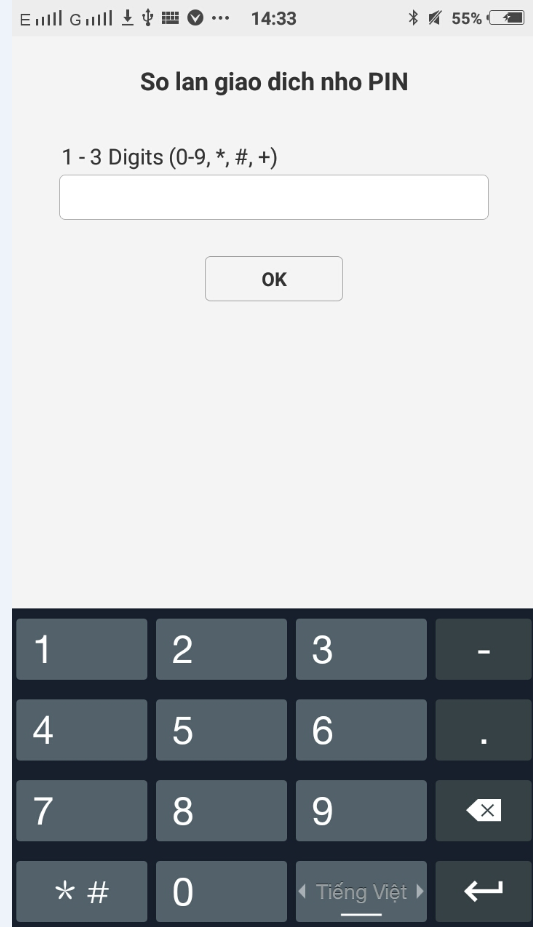 E G 14:33 55%
So lan giao dich nho PIN
1 - 3 Digits (0-9, *, #, +)
OK
1 2 3 -
4 5 6 .
7 8 9
* # 0 Tiếng Việt